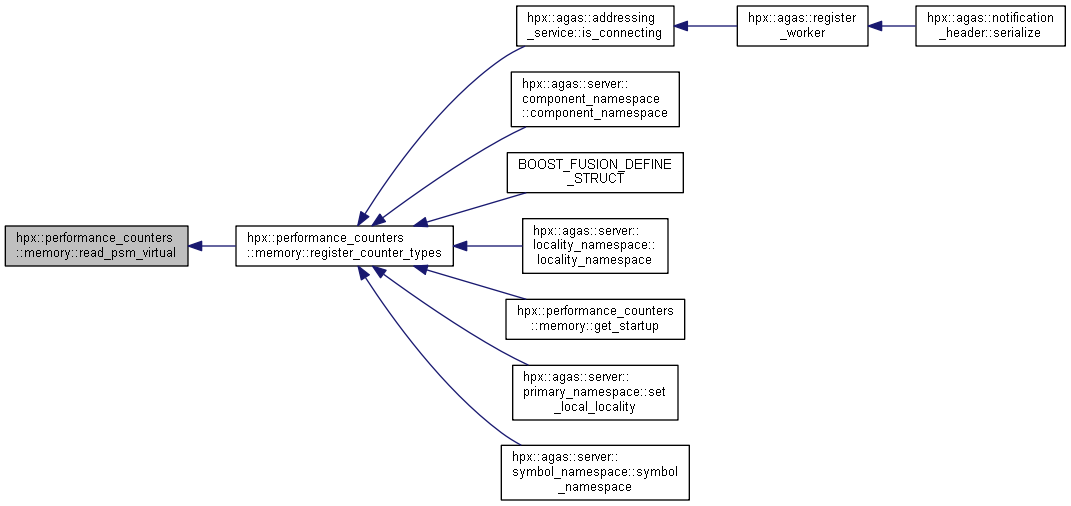 hpx::performance_counters
::memory::read_psm_virtual
hpx::performance_counters
::memory::register_counter_types
hpx::agas::addressing
_service::is_connecting
hpx::agas::register
_worker
hpx::agas::notification
_header::serialize
hpx::agas::server::
component_namespace
::component_namespace
BOOST_FUSION_DEFINE
_STRUCT
hpx::agas::server::
locality_namespace::
locality_namespace
hpx::performance_counters
::memory::get_startup
hpx::agas::server::
primary_namespace::set
_local_locality
hpx::agas::server::
symbol_namespace::symbol
_namespace